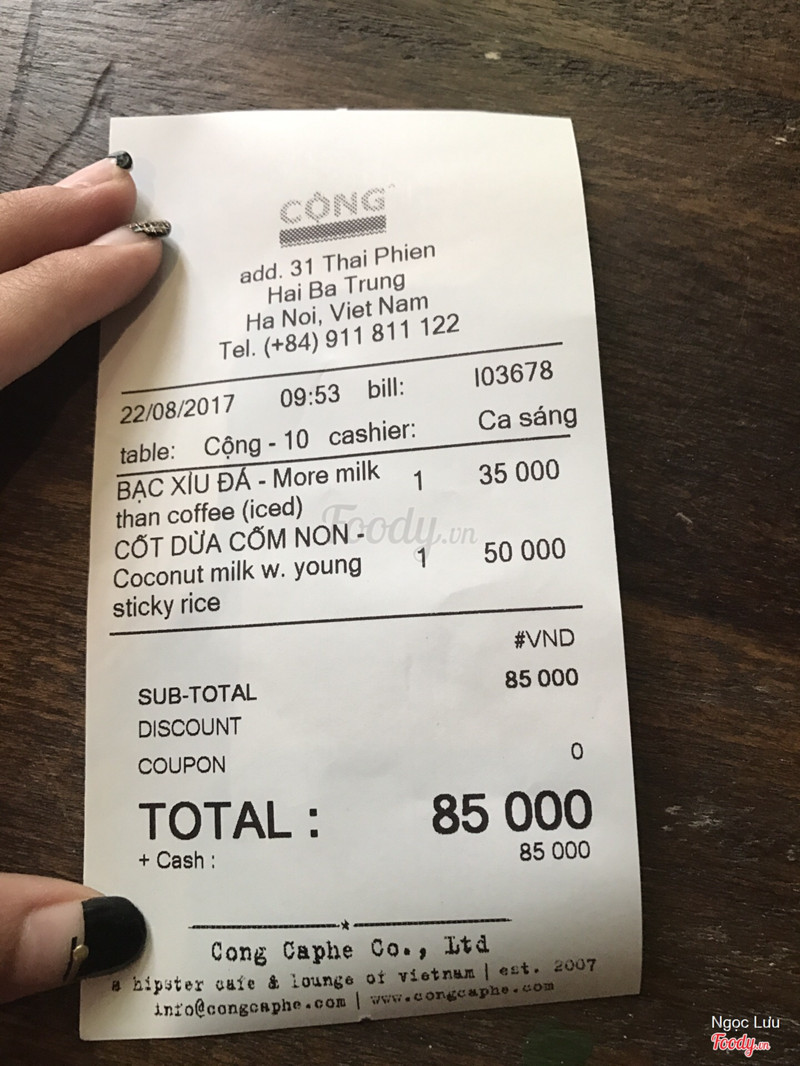 CỘNG
add. 31 Thai Phien
Hai Ba Trung
Ha Noi, Viet Nam
Tel. (+84) 911 811 122
22/08/2017 09:53 bill: I03678
table: Cộng - 10 cashier: Ca sáng
BẠC XỈU ĐÁ - More milk 1 35 000
than coffee (iced)
CỐT DỪA CỐM NON -
Coconut milk w. young 1 50 000
sticky rice
#VND
SUB-TOTAL 85 000
DISCOUNT
COUPON 0
TOTAL : 85 000
+ Cash : 85 000
Cong Caphe Co., Ltd
a hipster cafe & lounge of vietnam | est. 2007
info@congcaphe.com | www.congcaphe.com
Foody.vn
Ngọc Lưu
Foody.vn